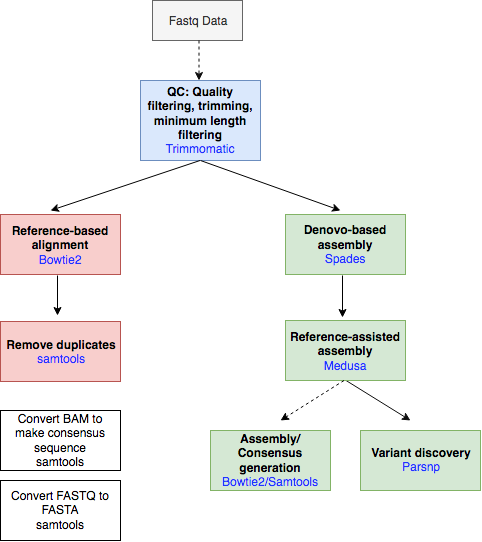 Fastq Data
QC: Quality
filtering, trimming,
minimum length
filtering
Trimmomatic
Reference-based
alignment
Bowtie2
Denovo-based
assembly
Spades
Remove duplicates
samtools
Reference-assisted
assembly
Medusa
Convert BAM to
make consensus
sequence
samtools
Assembly/
Consensus
generation
Bowtie2/Samtools
Variant discovery
Parsnp
Convert FASTQ to
FASTA
samtools